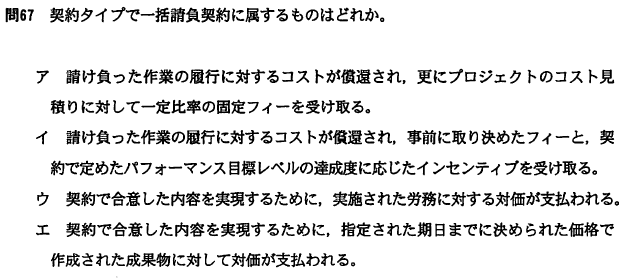 問67 契約タイプで一括請負契約に属するものはどれか。
ア 請け負った作業の履行に対するコストが償還され，更にプロジェクトのコスト見
積りに対して一定比率の固定フィーを受け取る。
イ 請け負った作業の履行に対するコストが償還され，事前に取り決めたフィーと，契
約で定めたパフォーマンス目標レベルの達成度に応じたインセンティブを受け取る。
ウ 契約で合意した内容を実現するために，実施された労務に対する対価が支払われる。
エ 契約で合意した内容を実現するために，指定された期日までに決められた価格で
作成された成果物に対して対価が支払われる。